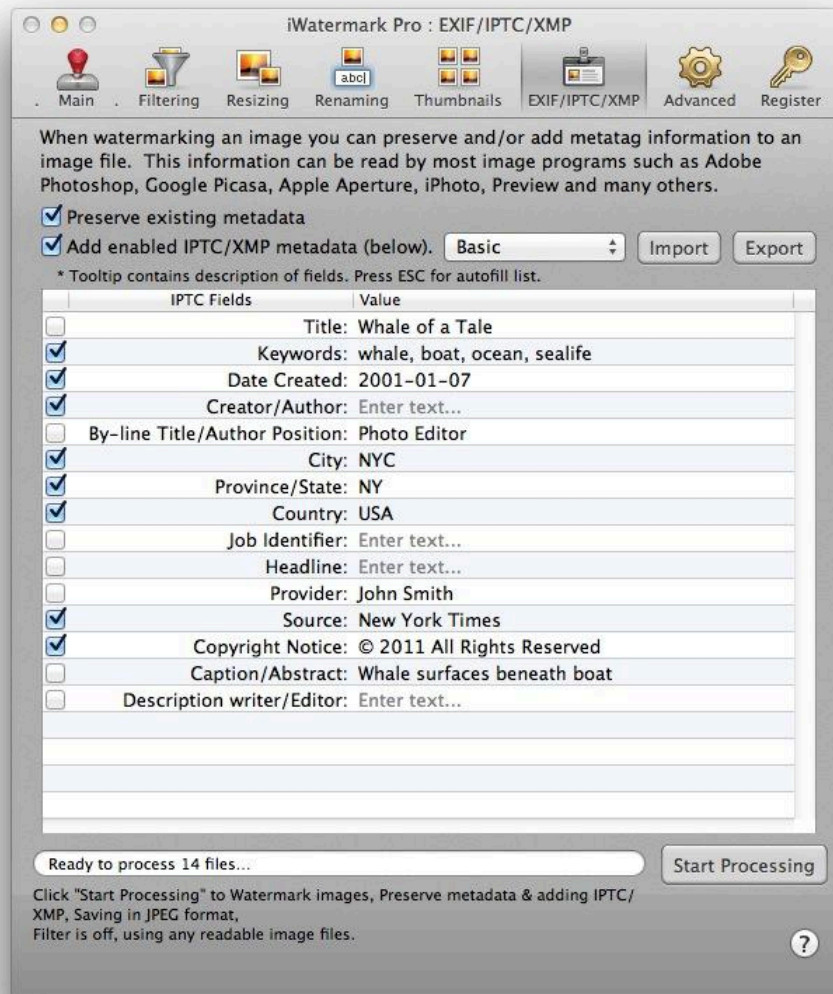 iWatermark Pro : EXIF/IPTC/XMP
abc
. Main . Filtering Resizing Renaming Thumbnails EXIF/IPTC/XMP Advanced Register
When watermarking an image you can preserve and/or add metatag information to an
image file. This information can be read by most image programs such as Adobe
Photoshop, Google Picasa, Apple Aperture, iPhoto, Preview and many others.
Preserve existing metadata
Add enabled IPTC/XMP metadata (below). Basic Import Export
* Tooltip contains description of fields. Press ESC for autofill list.
IPTC Fields Value
Title: Whale of a Tale
Keywords: whale, boat, ocean, sealife
Date Created: 2001-01-07
Creator/Author: Enter text...
By-line Title/Author Position: Photo Editor
City: NYC
Province/State: NY
Country: USA
Job Identifier: Enter text...
Headline: Enter text...
Provider: John Smith
Source: New York Times
Copyright Notice: © 2011 All Rights Reserved
Caption/Abstract: Whale surfaces beneath boat
Description writer/Editor: Enter text...
Ready to process 14 files... Start Processing
Click "Start Processing" to Watermark images, Preserve metadata & adding IPTC/
XMP, Saving in JPEG format,
Filter is off, using any readable image files.
?